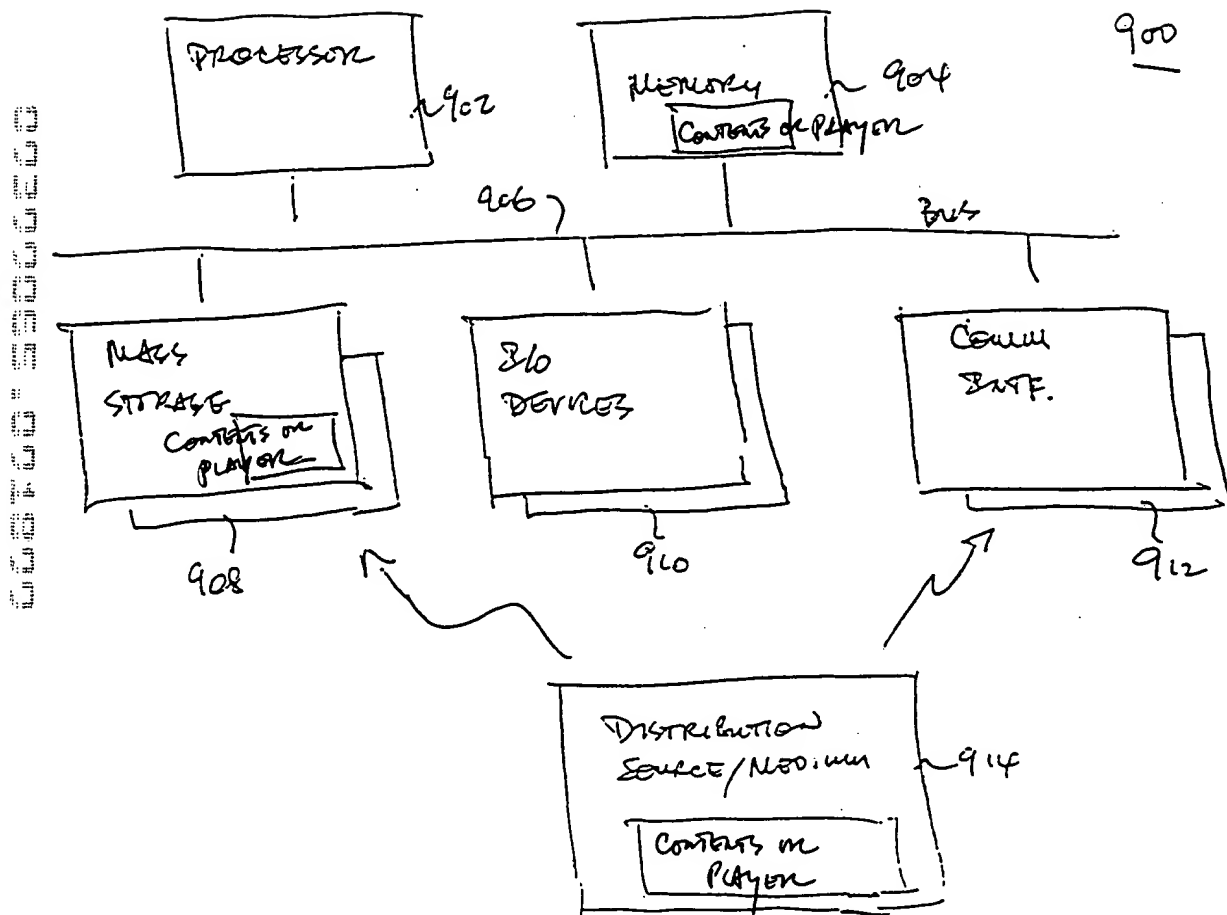 900
PROCESSOR
902
MEMORY
904
CONTENTS OR PLAYER
906
BUS
MASS
STORAGE
CONTENTS OR
PLAYER
908
I/O
DEVICES
910
COMM
INTF.
912
DISTRIBUTION
SOURCE/MEDIUM
914
CONTENTS OR
PLAYER